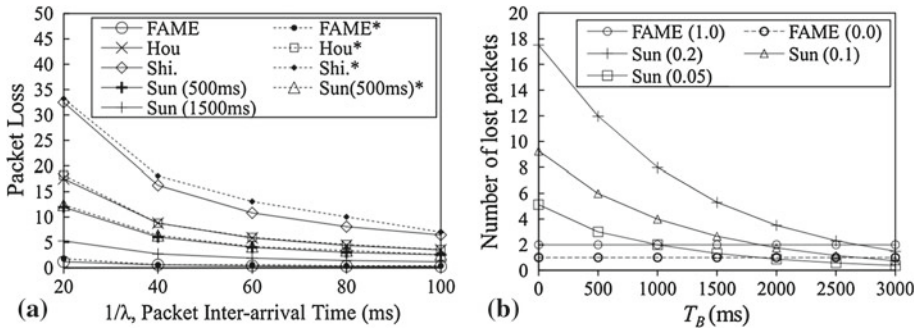 50
45
40
35
30
25
20
15
10
5
0
Packet Loss
FAME
FAME*
Hou
Hou*
Shi.
Shi.*
Sun (500ms)
Sun(500ms)*
Sun (1500ms)
20
40
60
80
100
(a)
1/λ, Packet Inter-arrival Time (ms)
20
18
16
14
12
10
8
6
4
2
0
Number of lost packets
FAME (1.0)
FAME (0.0)
Sun (0.2)
Sun (0.1)
Sun (0.05)
0
500
1000
1500
2000
2500
3000
(b)
T_B (ms)